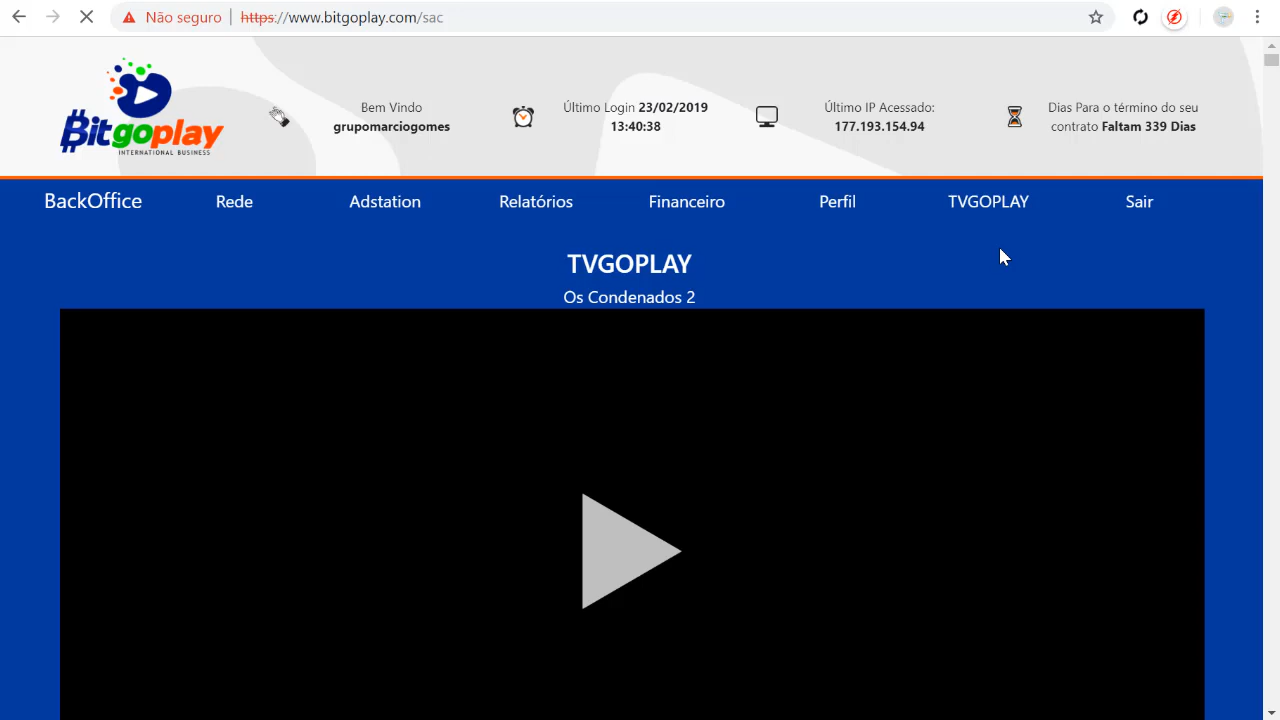 Não seguro
https://www.bitgoplay.com/sac
Bitgoplay
INTERNATIONAL BUSINESS
Bem Vindo
grupomarciogomes
Último Login 23/02/2019
13:40:38
Último IP Acessado:
177.193.154.94
Dias Para o término do seu
contrato Faltam 339 Dias
BackOffice Rede Adstation Relatórios Financeiro Perfil TVGOPLAY Sair
TVGOPLAY
Os Condenados 2